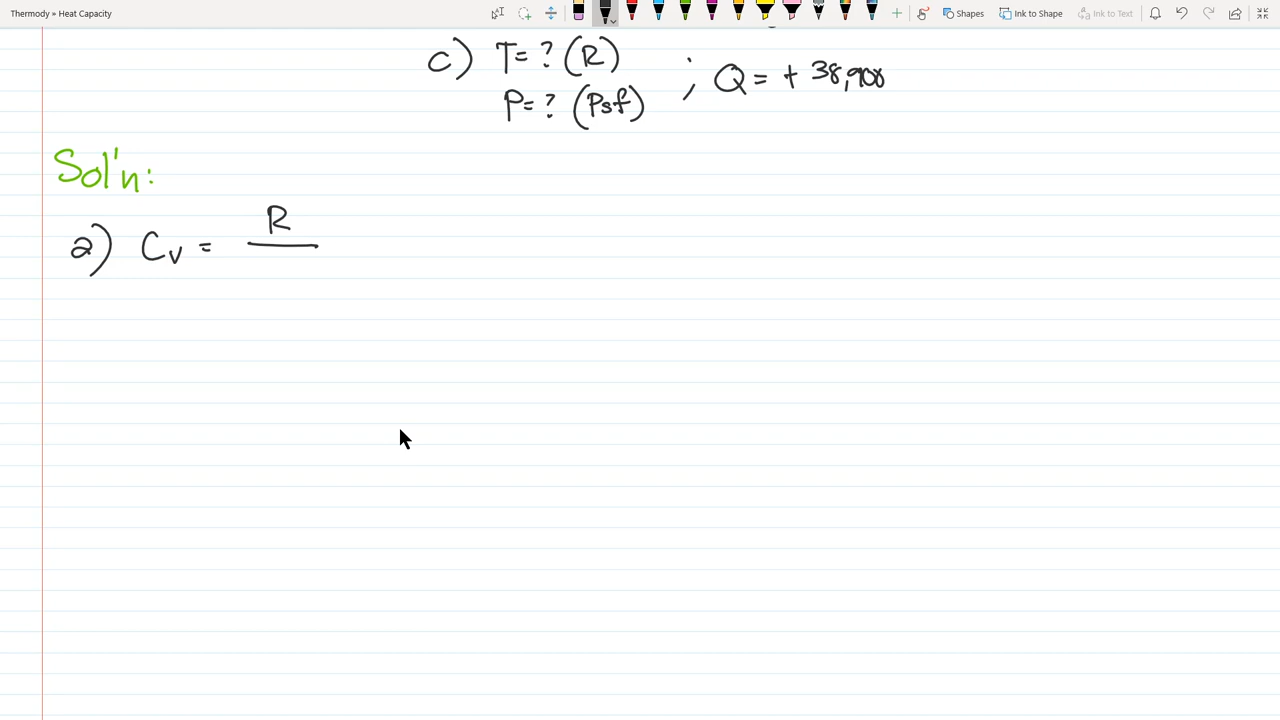 Thermody » Heat Capacity
Shapes
Ink to Shape
Ink to Text
c) T= ? (R)
P= ? (Psf)
; Q = + 38,908
Sol'n:
a) Cv = R